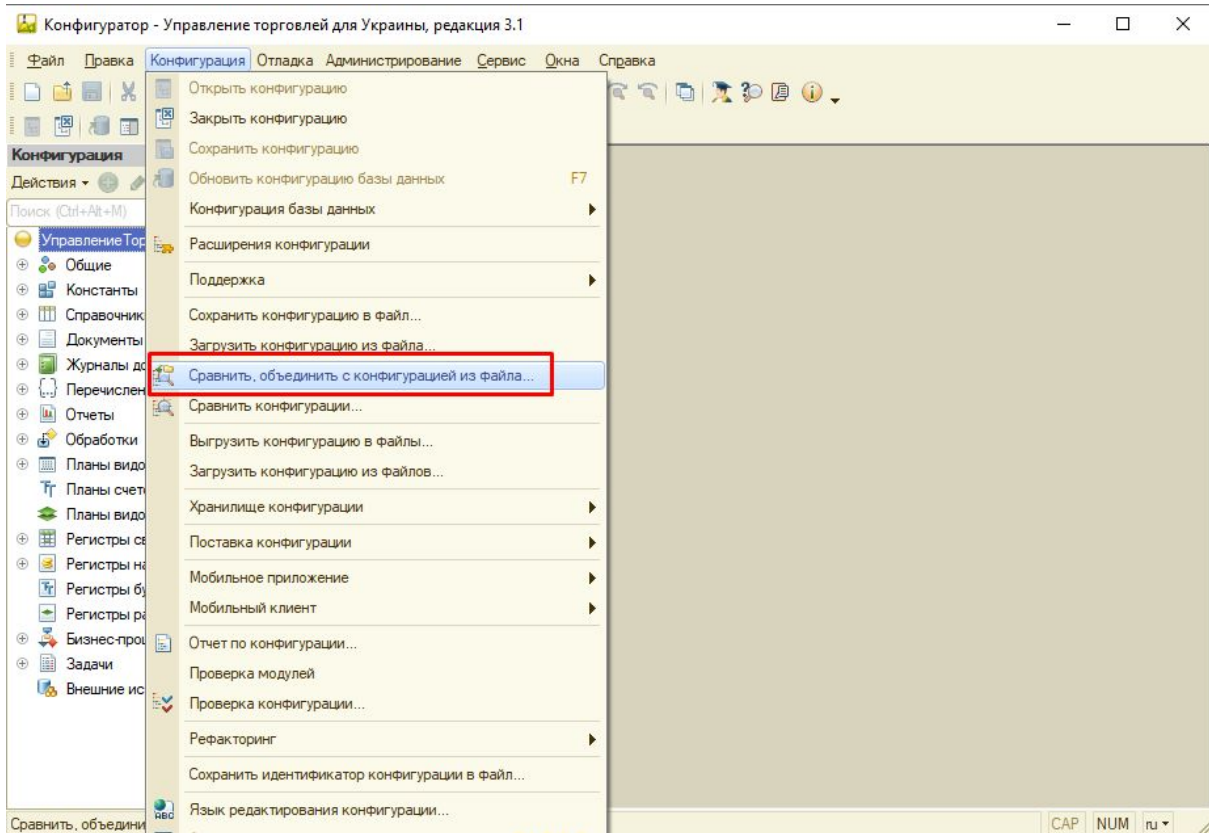 Конфигуратор - Управление торговлей для Украины, редакция 3.1
Файл Правка Конфигурация Отладка Администрирование Сервис Окна Справка
Конфигурация
Действия
Поиск (Ctrl+Alt+M)
УправлениеТор
Общие
Константы
Справочник
Документы
Журналы до
Перечислен
Отчеты
Обработки
Планы видо
Планы счет
Планы видо
Регистры св
Регистры на
Регистры бу
Регистры ра
Бизнес-проц
Задачи
Внешние ис
Открыть конфигурацию
Закрыть конфигурацию
Сохранить конфигурацию
Обновить конфигурацию базы данных F7
Конфигурация базы данных
Расширения конфигурации
Поддержка
Сохранить конфигурацию в файл...
Загрузить конфигурацию из файла...
Сравнить, объединить с конфигурацией из файла...
Сравнить конфигурации...
Выгрузить конфигурацию в файлы...
Загрузить конфигурацию из файлов...
Хранилище конфигурации
Поставка конфигурации
Мобильное приложение
Мобильный клиент
Отчет по конфигурации...
Проверка модулей
Проверка конфигурации...
Рефакторинг
Сохранить идентификатор конфигурации в файл...
Язык редактирования конфигурации...
Сравнить, объедини
CAP NUM ru